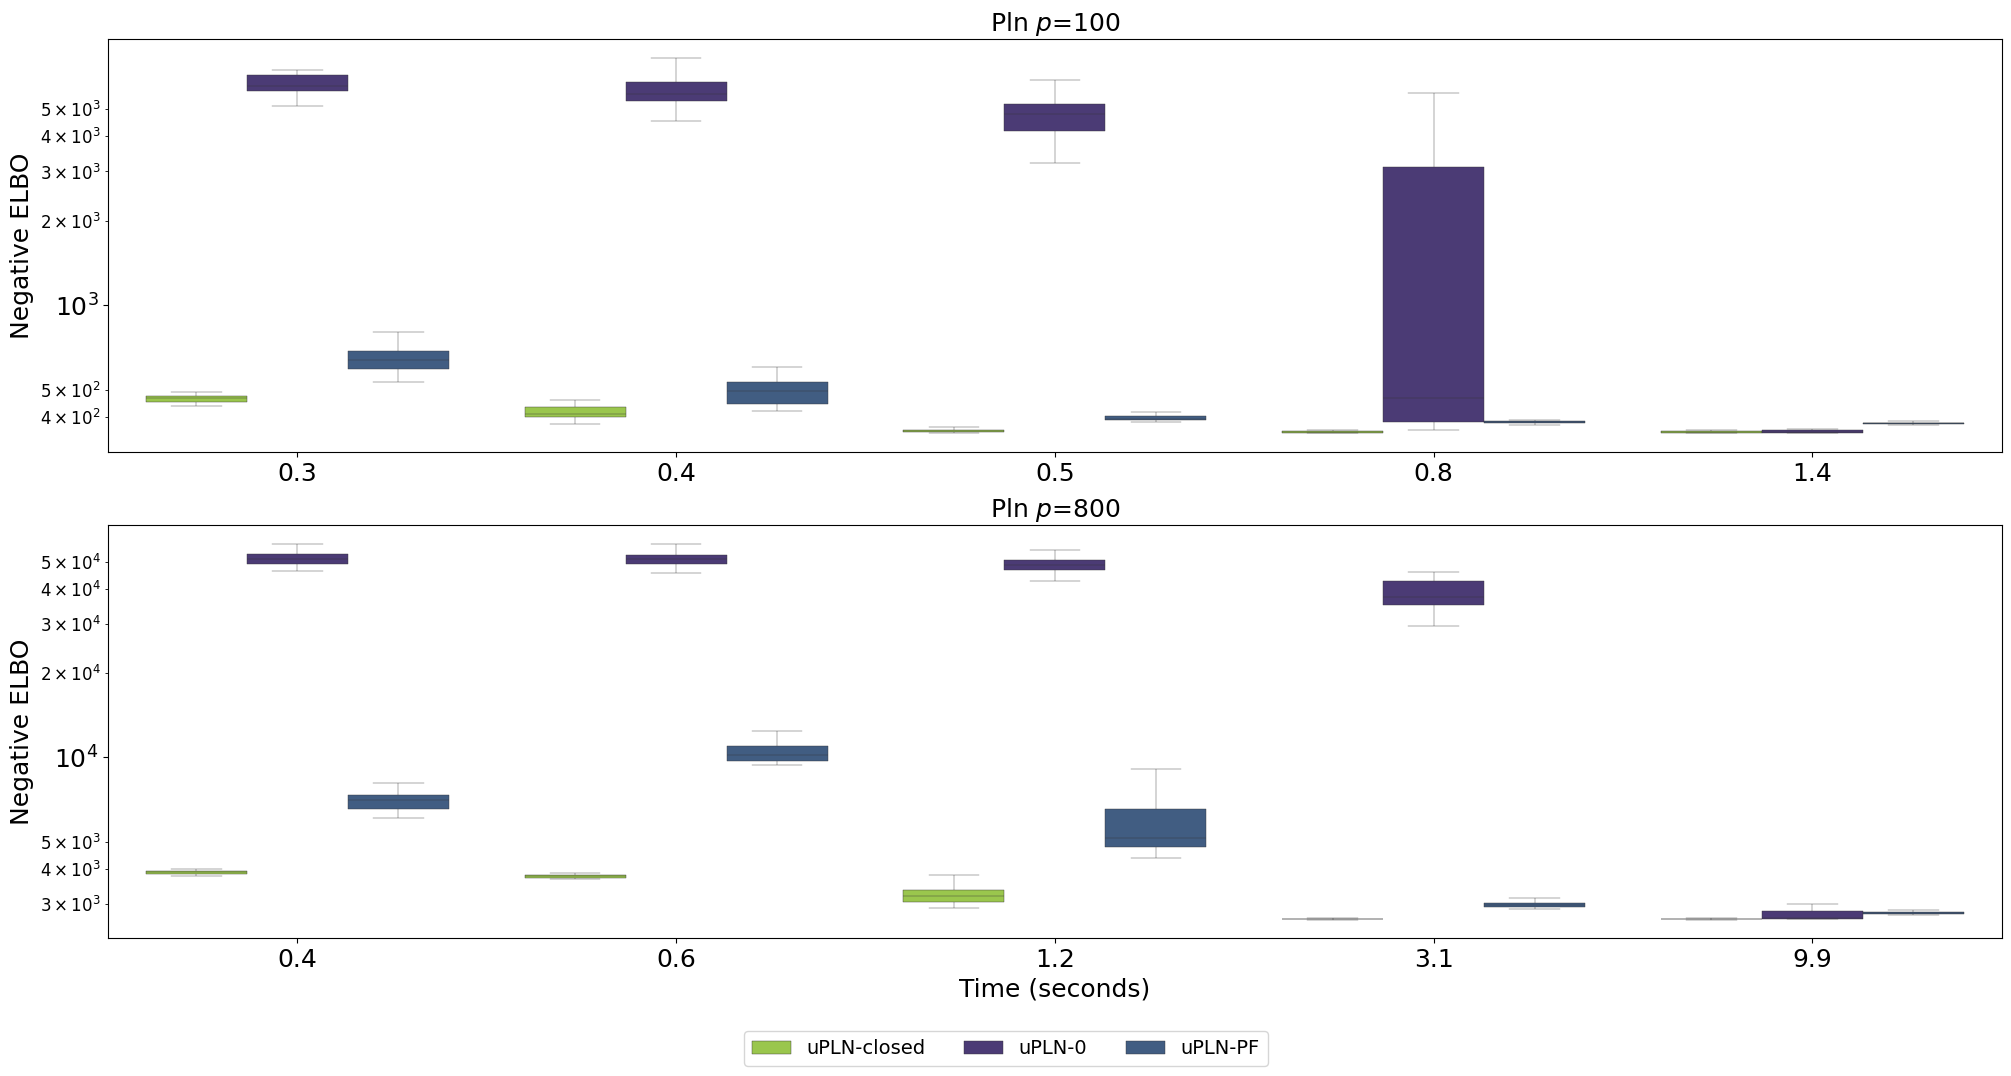 Pln p=100
Negative ELBO
5 × 10³
4 × 10³
3 × 10³
2 × 10³
10³
5 × 10²
4 × 10²
0.3 0.4 0.5 0.8 1.4
Pln p=800
Negative ELBO
5 × 10⁴
4 × 10⁴
3 × 10⁴
2 × 10⁴
10⁴
5 × 10³
4 × 10³
3 × 10³
0.4 0.6 1.2 3.1 9.9
Time (seconds)
uPLN-closed uPLN-0 uPLN-PF